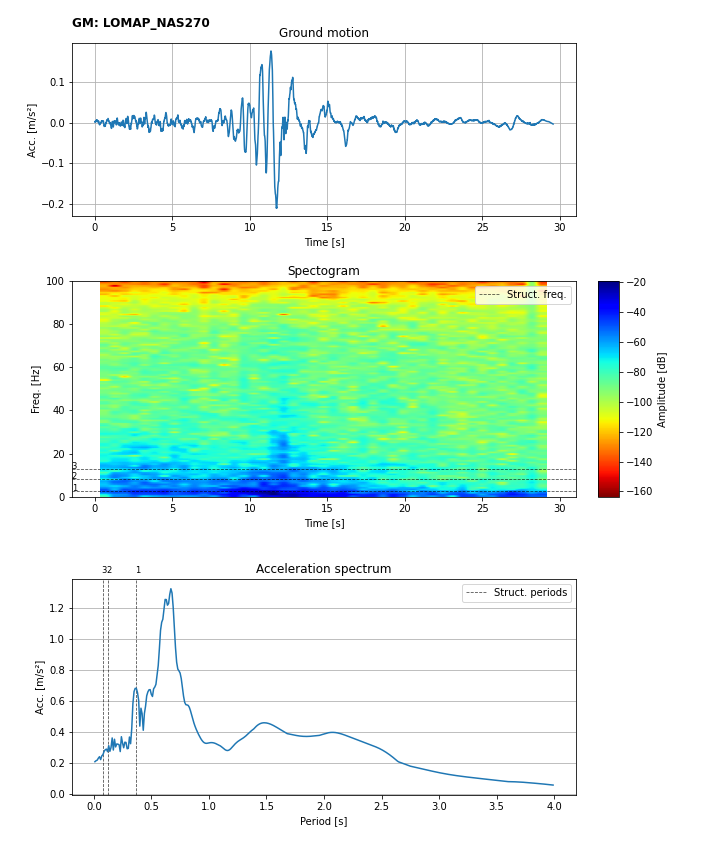 GM: LOMAP_NAS270
Ground motion
Acc. [m/s²]
0.1
0.0
−0.1
−0.2
0 5 10 15 20 25 30
Time [s]
Spectogram
Freq. [Hz]
100
80
60
40
20
0
3
2
1
Struct. freq.
0 5 10 15 20 25 30
Time [s]
−20
−40
−60
−80
−100
−120
−140
−160
Amplitude [dB]
32 1
Acceleration spectrum
Acc. [m/s²]
1.2
1.0
0.8
0.6
0.4
0.2
0.0
Struct. periods
0.0 0.5 1.0 1.5 2.0 2.5 3.0 3.5 4.0
Period [s]